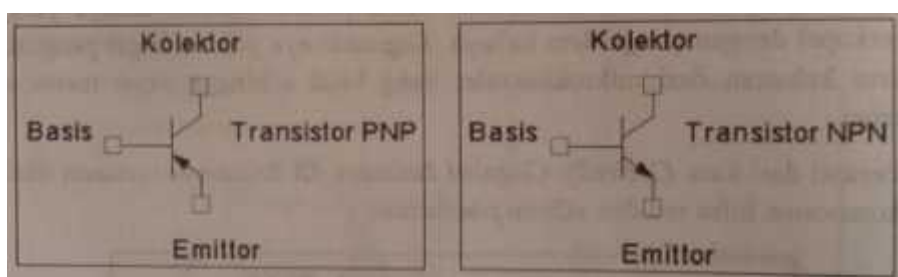 Kolektor
Basis
Transistor PNP
Emittor
Kolektor
Basis
Transistor NPN
Emittor